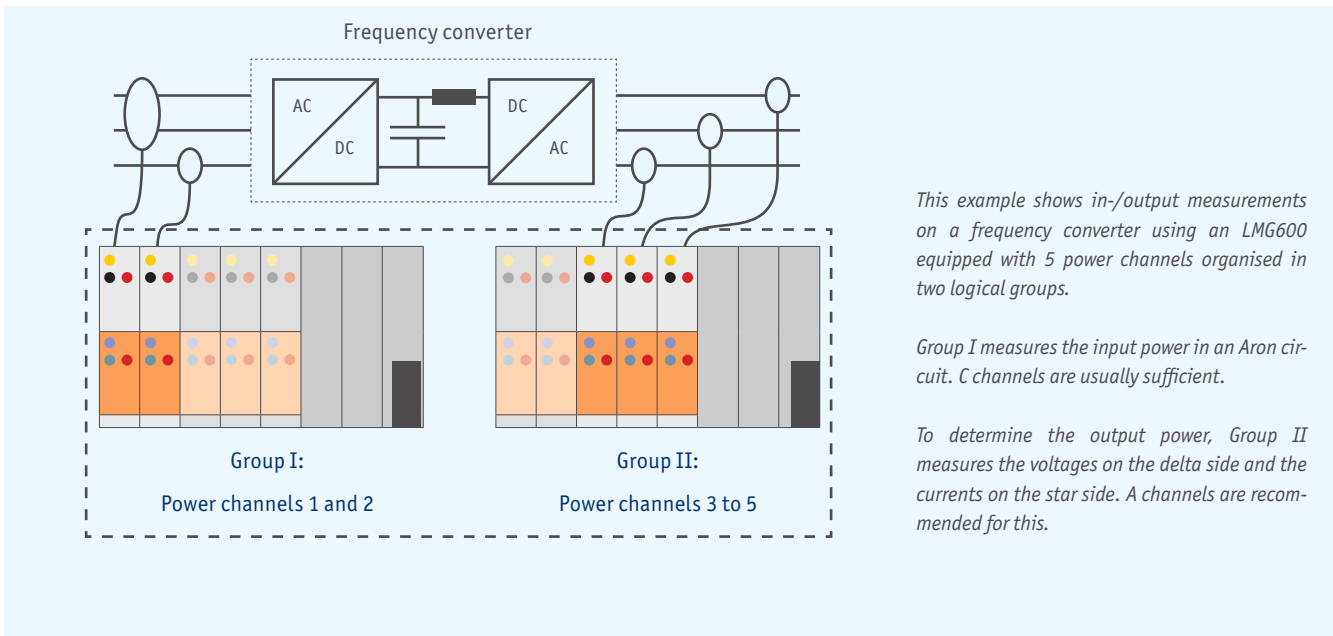 Frequency converter
AC
DC
DC
AC
This example shows in-/output measurements
on a frequency converter using an LMG600
equipped with 5 power channels organised in
two logical groups.
Group I measures the input power in an Aron cir-
cuit. C channels are usually sufficient.
To determine the output power, Group II
measures the voltages on the delta side and the
currents on the star side. A channels are recom-
mended for this.
Group I:
Power channels 1 and 2
Group II:
Power channels 3 to 5